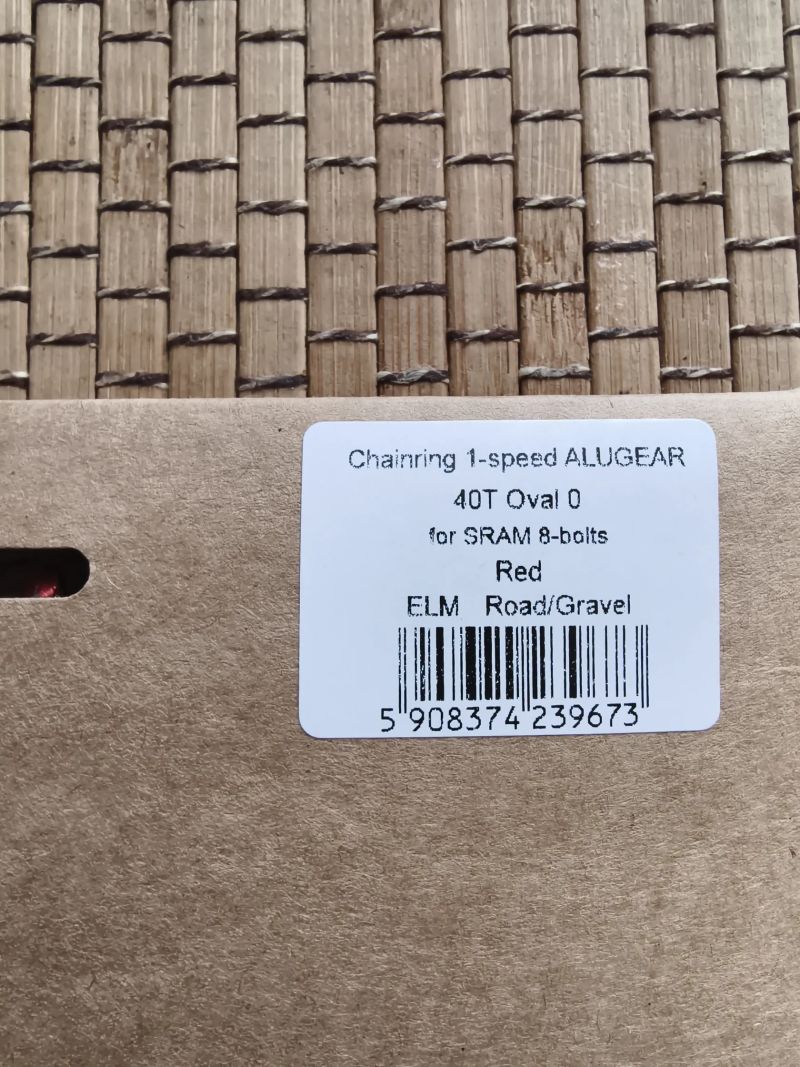 Chainring 1-speed ALUGEAR
40T Oval 0
for SRAM 8-bolts
Red
ELM Road/Gravel
5 908374 239673